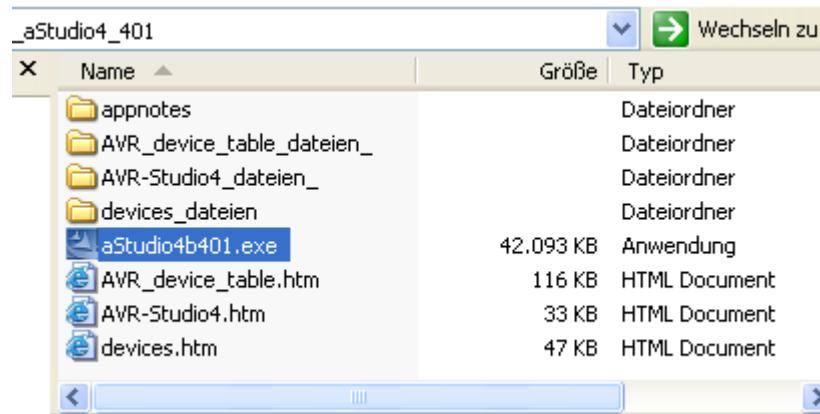 _aStudio4_401 Wechseln zu
Name Größe Typ
appnotes Dateiordner
AVR_device_table_dateien_ Dateiordner
AVR-Studio4_dateien_ Dateiordner
devices_dateien Dateiordner
aStudio4b401.exe 42.093 KB Anwendung
AVR_device_table.htm 116 KB HTML Document
AVR-Studio4.htm 33 KB HTML Document
devices.htm 47 KB HTML Document